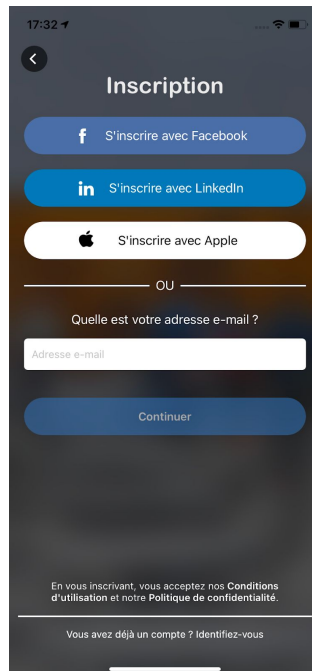 17:32
Inscription
f S'inscrire avec Facebook
in S'inscrire avec LinkedIn
S'inscrire avec Apple
OU
Quelle est votre adresse e-mail ?
Adresse e-mail
Continuer
En vous inscrivant, vous acceptez nos Conditions
d'utilisation et notre Politique de confidentialité.
Vous avez déjà un compte ? Identifiez-vous